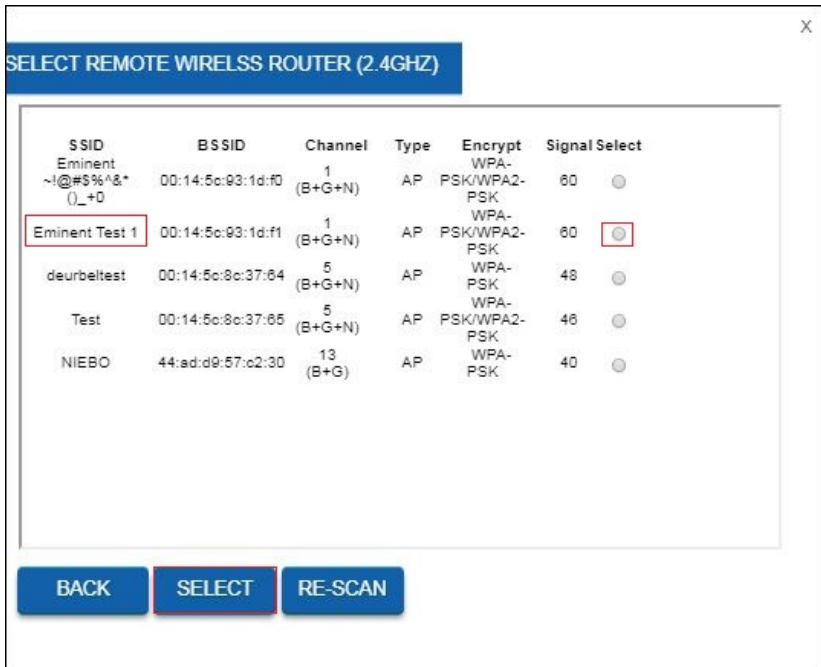 X
SELECT REMOTE WIRELSS ROUTER (2.4GHZ)
SSID BSSID Channel Type Encrypt Signal Select
Eminent ~!@#$%^&*()_+0 00:14:5c:93:1d:f0 1 (B+G+N) AP WPA-PSK/WPA2-PSK 60
Eminent Test 1 00:14:5c:93:1d:f1 1 (B+G+N) AP WPA-PSK/WPA2-PSK 60
deurbeltest 00:14:5c:8c:37:64 5 (B+G+N) AP WPA-PSK 48
Test 00:14:5c:8c:37:65 5 (B+G+N) AP WPA-PSK/WPA2-PSK 46
NIEBO 44:ad:d9:57:c2:30 13 (B+G) AP WPA-PSK 40
BACK SELECT RE-SCAN